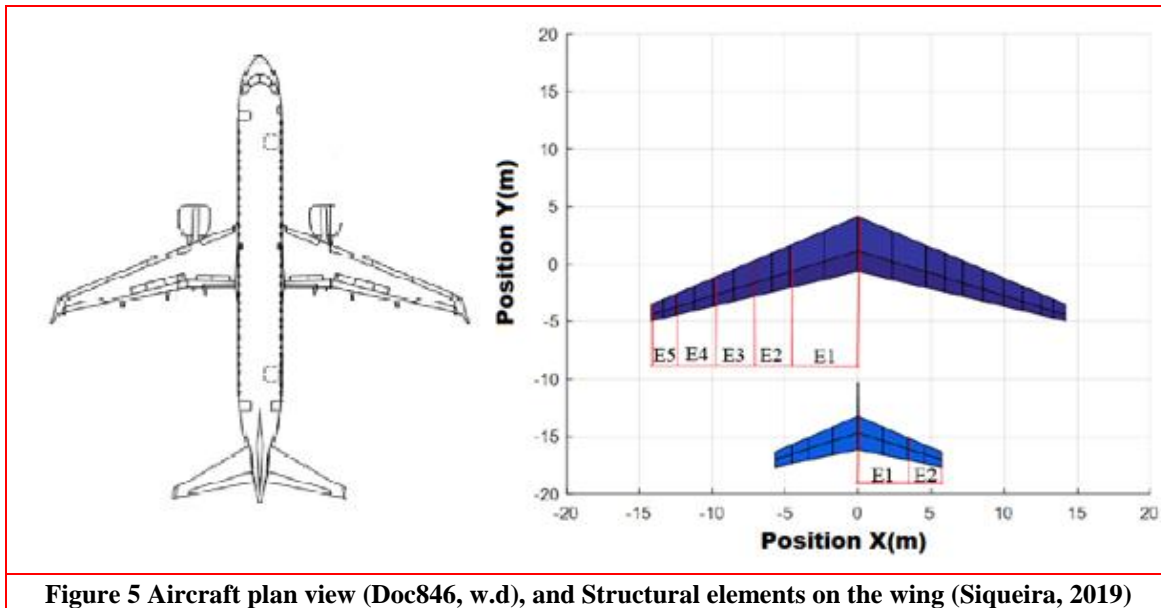 20
15
10
5
0
-5
-10
-15
-20
Position Y(m)
E5 E4 E3 E2 E1
E1 E2
-20 -15 -10 -5 0 5 10 15 20
Position X(m)
Figure 5 Aircraft plan view (Doc846, w.d), and Structural elements on the wing (Siqueira, 2019)